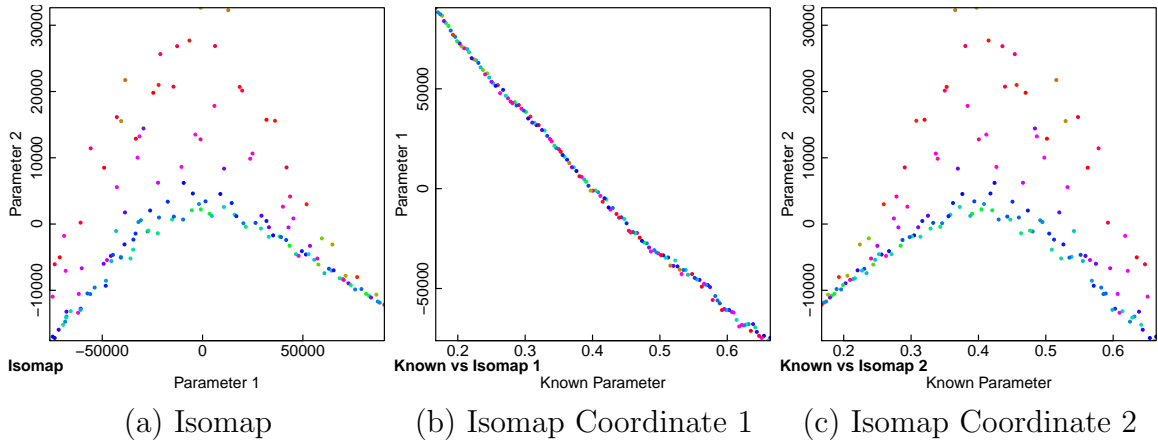 30000
20000
10000
0
−10000
Parameter 2
−50000
0
50000
Isomap
Parameter 1
50000
0
−50000
Parameter 1
0.2
0.3
0.4
0.5
0.6
Known vs Isomap 1
Known Parameter
30000
20000
10000
0
−10000
Parameter 2
0.2
0.3
0.4
0.5
0.6
Known vs Isomap 2
Known Parameter
(a) Isomap
(b) Isomap Coordinate 1
(c) Isomap Coordinate 2